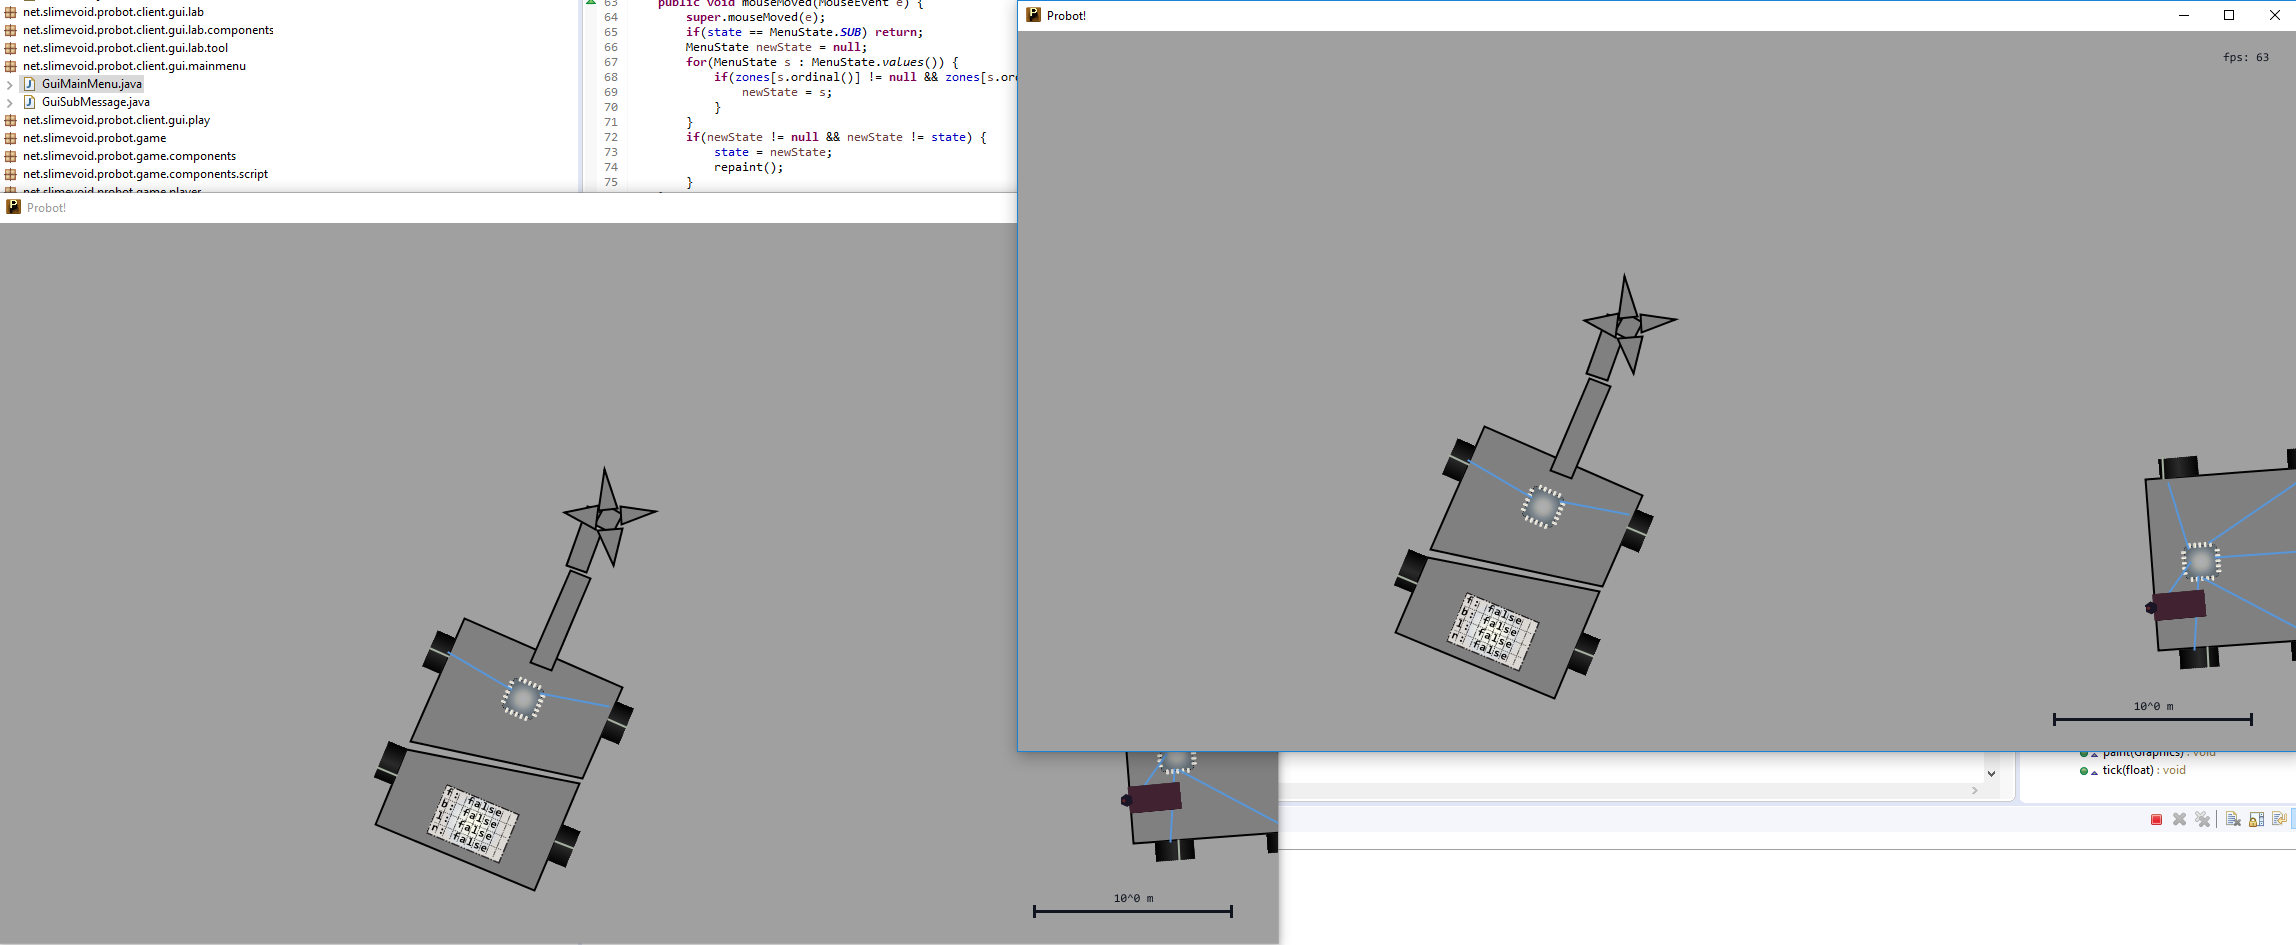 net.slimevoid.probot.client.gui.lab
net.slimevoid.probot.client.gui.lab.components
net.slimevoid.probot.client.gui.lab.tool
net.slimevoid.probot.client.gui.mainmenu
GuiMainMenu.java
GuiSubMessage.java
net.slimevoid.probot.client.gui.play
net.slimevoid.probot.game
net.slimevoid.probot.game.components
net.slimevoid.probot.game.components.script
net.slimevoid.probot.game.player
63 public void mouseMoved(MouseEvent e) {
64 super.mouseMoved(e);
65 if(state == MenuState.SUB) return;
66 MenuState newState = null;
67 for(MenuState s : MenuState.values()) {
68 if(zones[s.ordinal()] != null && zones[s.or
69 newState = s;
70 }
71 }
72 if(newState != null && newState != state) {
73 state = newState;
74 repaint();
75 }
Probot!
fps: 63
f: false
b: false
l: false
n: false
10^0 m
Probot!
f: false
b: false
l: false
n: false
10^0 m
paint(Graphics) : void
tick(float) : void